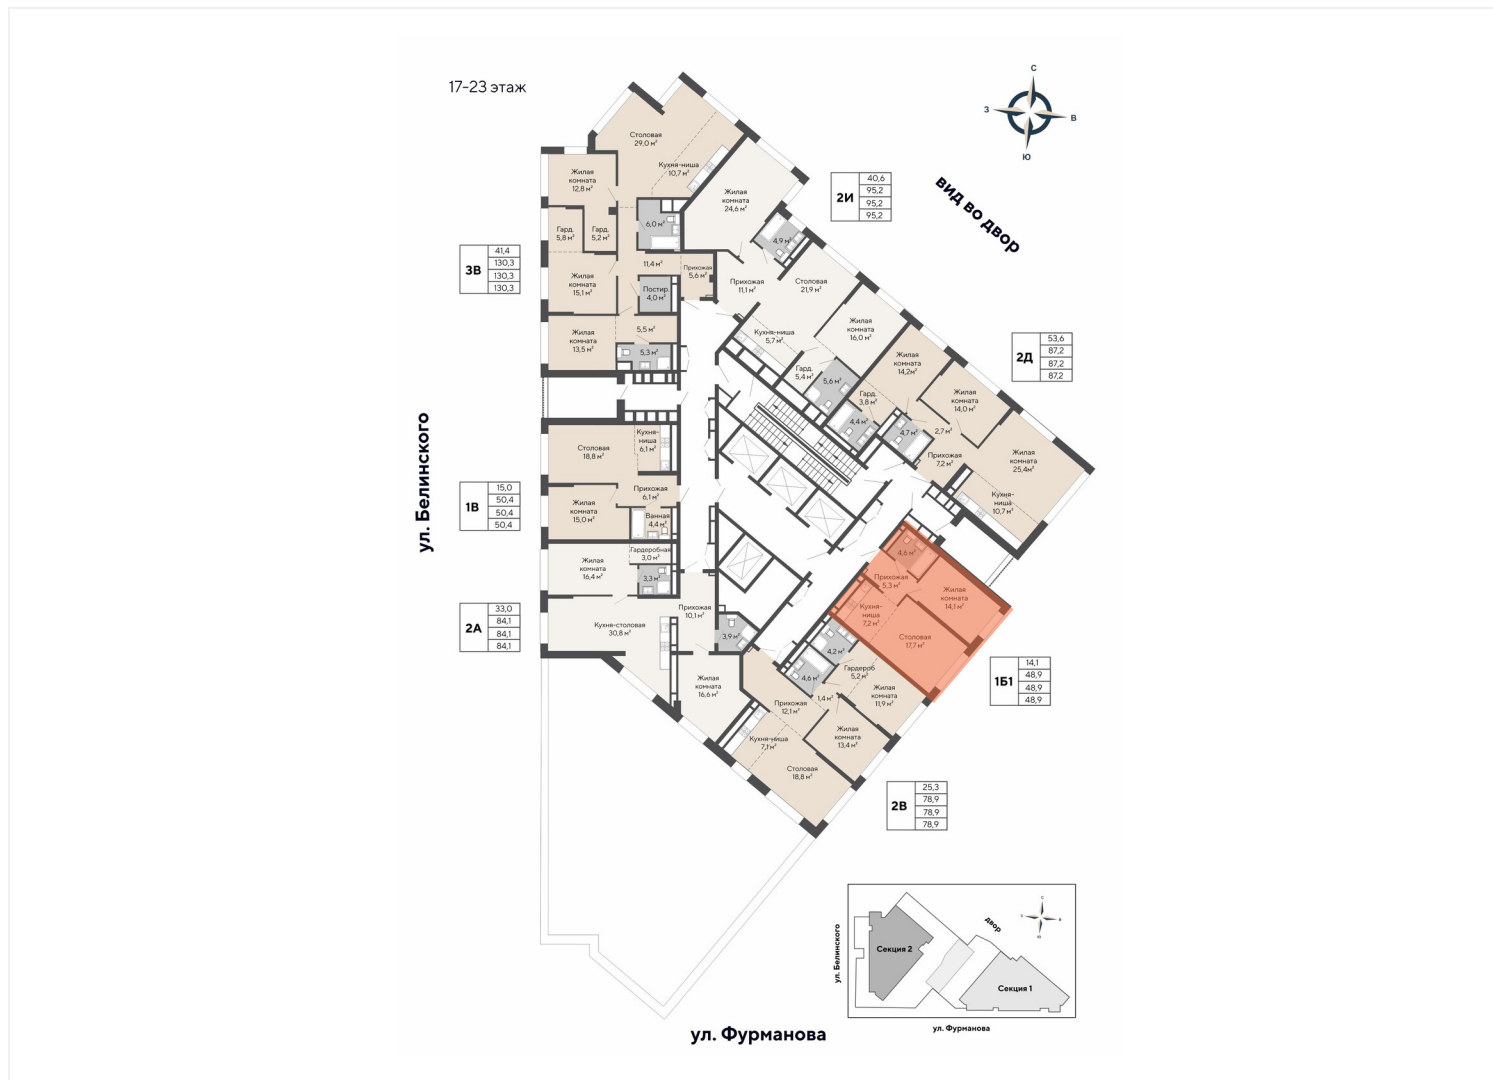 17-23 этаж
С
З
В
Ю
вид во двор
ул. Белинского
ул. Фурманова
2И
40,6
95,2
95,2
95,2
3В
41,4
130,3
130,3
130,3
2Д
53,6
87,2
87,2
87,2
1В
15,0
50,4
50,4
50,4
2А
33,0
84,1
84,1
84,1
1Б1
14,1
48,9
48,9
48,9
2В
25,3
78,9
78,9
78,9
Столовая
29,0 м²
Кухня-ниша
10,7 м²
Жилая
комната
12,8 м²
Гард.
5,8 м²
Гард.
5,2 м²
6,0 м²
11,4 м²
Прихожая
5,6 м²
Жилая
комната
15,1 м²
Постир.
4,0 м²
Жилая
комната
13,5 м²
5,5 м²
5,3 м²
Жилая
комната
24,6 м²
4,9 м²
Прихожая
11,1 м²
Столовая
21,9 м²
Кухня-ниша
5,7 м²
Жилая
комната
16,0 м²
Гард.
5,4 м²
5,6 м²
Жилая
комната
14,2м²
Гард.
3,8 м²
4,4 м²
Жилая
комната
14,0 м²
4,7 м²
2,7 м²
Прихожая
7,2 м²
Жилая
комната
25,4м²
Кухня-
ниша
10,7 м²
Столовая
18,8 м²
Кухня-
ниша
6,1 м²
Прихожая
6,1 м²
Жилая
комната
15,0 м²
Ванная
4,4 м²
Гардеробная
3,0 м²
Жилая
комната
16,4 м²
3,3 м²
Кухня-столовая
30,8 м²
Прихожая
10,1 м²
3,9 м²
Жилая
комната
16,6 м²
4,6 м²
Прихожая
5,3 м²
Жилая
комната
14,1 м²
Кухня-
ниша
7,2 м²
Столовая
17,7 м²
4,2 м²
Гардероб
5,2 м²
4,6 м²
1,4 м²
Жилая
комната
11,9 м²
Прихожая
12,1 м²
Жилая
комната
13,4 м²
Кухня-ниша
7,1 м²
Столовая
18,8 м²
двор
ул. Белинского
Секция 2
Секция 1
ул. Фурманова